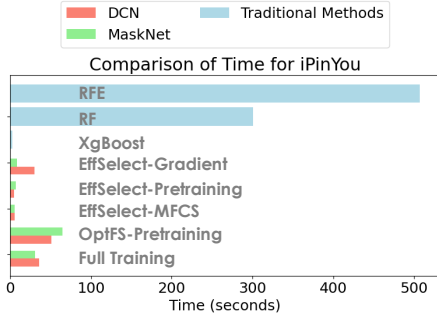 DCN
MaskNet
Traditional Methods
Comparison of Time for iPinYou
RFE
RF
XgBoost
EffSelect-Gradient
EffSelect-Pretraining
EffSelect-MFCS
OptFS-Pretraining
Full Training
0 100 200 300 400 500
Time (seconds)